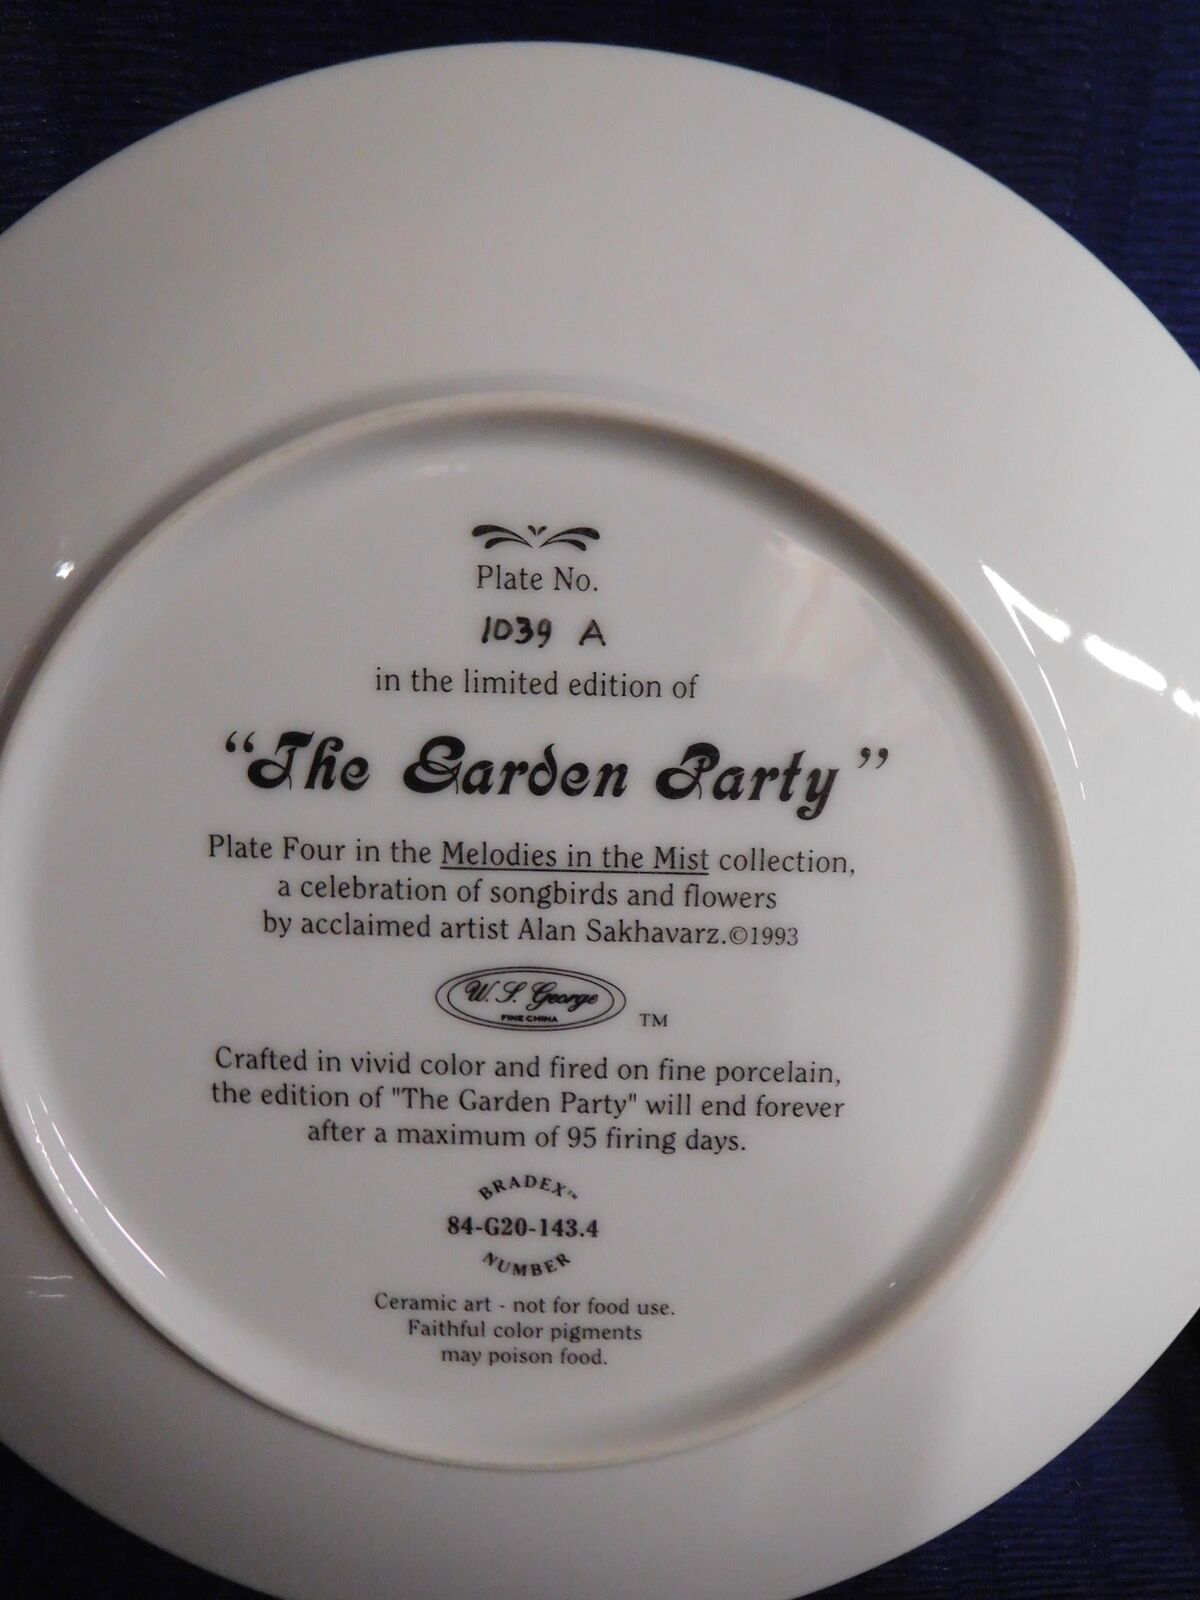 Plate No.
1039 A
in the limited edition of
“The Garden Party”
Plate Four in the Melodies in the Mist collection,
a celebration of songbirds and flowers
by acclaimed artist Alan Sakhavarz.©1993
W. S. George
FINE CHINA
TM
Crafted in vivid color and fired on fine porcelain,
the edition of "The Garden Party" will end forever
after a maximum of 95 firing days.
BRADEX™
84-G20-143.4
NUMBER
Ceramic art - not for food use.
Faithful color pigments
may poison food.